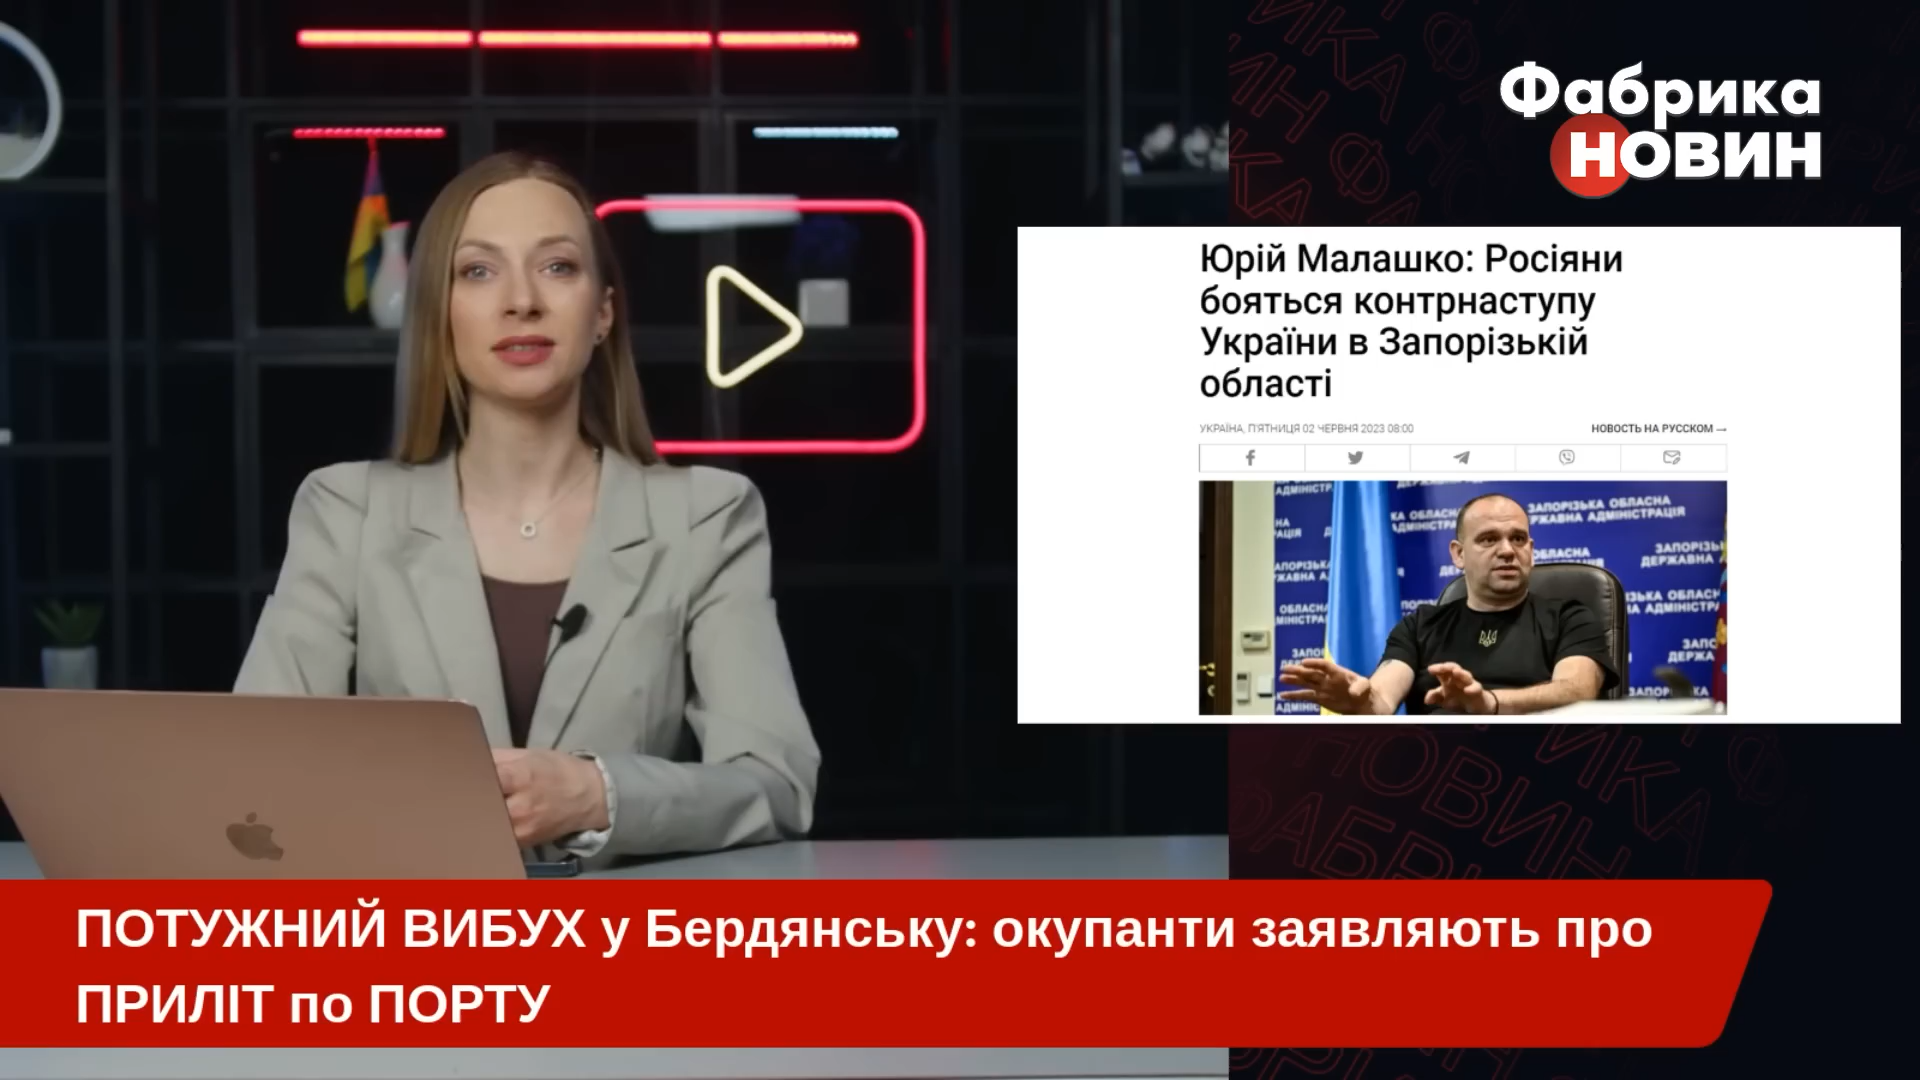 Фабрика
НОВИН
Юрій Малашко: Росіяни
бояться контрнаступу
України в Запорізькій
області
УКРАЇНА, П'ЯТНИЦЯ 02 ЧЕРВНЯ 2023 08:00
НОВОСТЬ НА РУССКОМ →
ЗАПОРІЗЬКА ОБЛАСНА
ДЕРЖАВНА АДМІНІСТРАЦІЯ
ПОТУЖНИЙ ВИБУХ у Бердянську: окупанти заявляють про
ПРИЛІТ по ПОРТУ